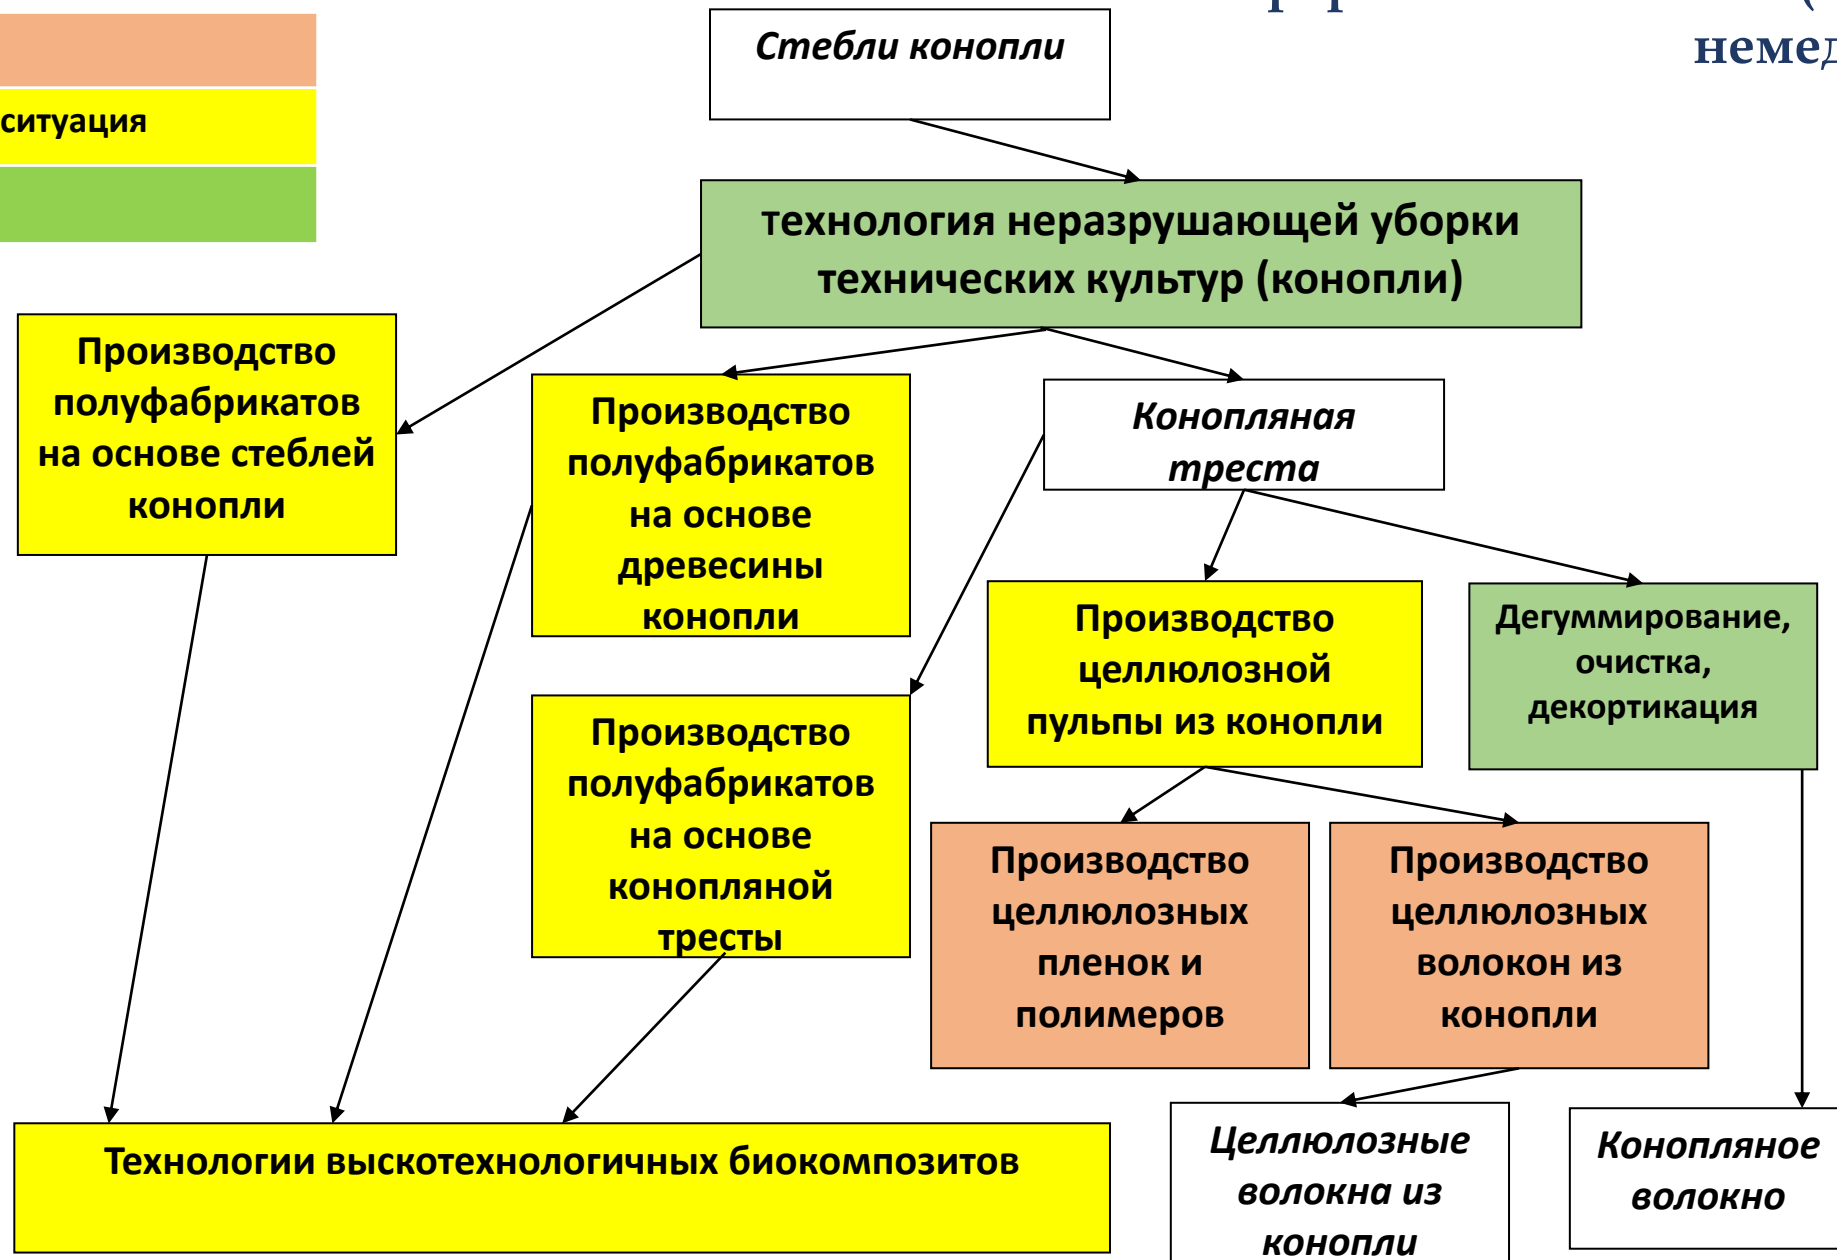 немед
ситуация
Стебли конопли
технология неразрушающей уборки
технических культур (конопли)
Производство
полуфабрикатов
на основе стеблей
конопли
Производство
полуфабрикатов
на основе
древесины
конопли
Конопляная
треста
Производство
целлюлозной
пульпы из конопли
Дегуммирование,
очистка,
декортикация
Производство
полуфабрикатов
на основе
конопляной
тресты
Производство
целлюлозных
пленок и
полимеров
Производство
целлюлозных
волокон из
конопли
Технологии выскотехнологичных биокомпозитов
Целлюлозные
волокна из
конопли
Конопляное
волокно